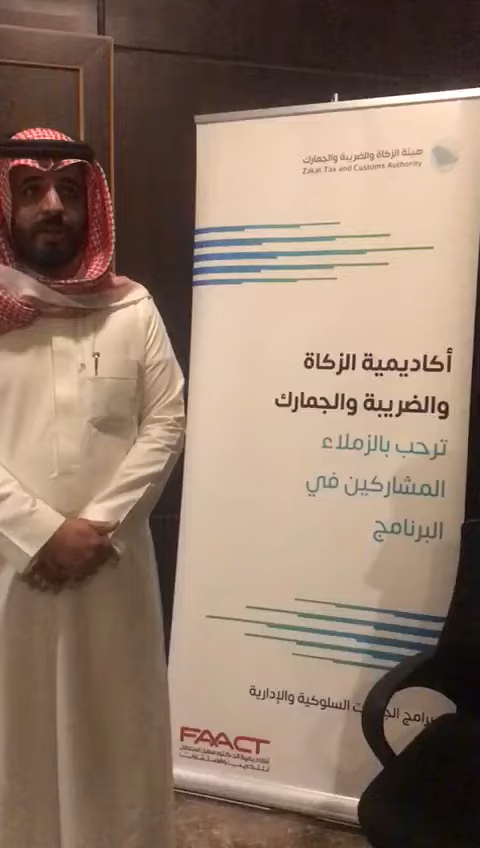 هيئة الزكاة والضريبة والجمارك
Zakat, Tax and Customs Authority
أكاديمية الزكاة
والضريبة والجمارك
ترحب بالزملاء
المشاركين في
البرنامج
السلوكية والإدارية
FAACT